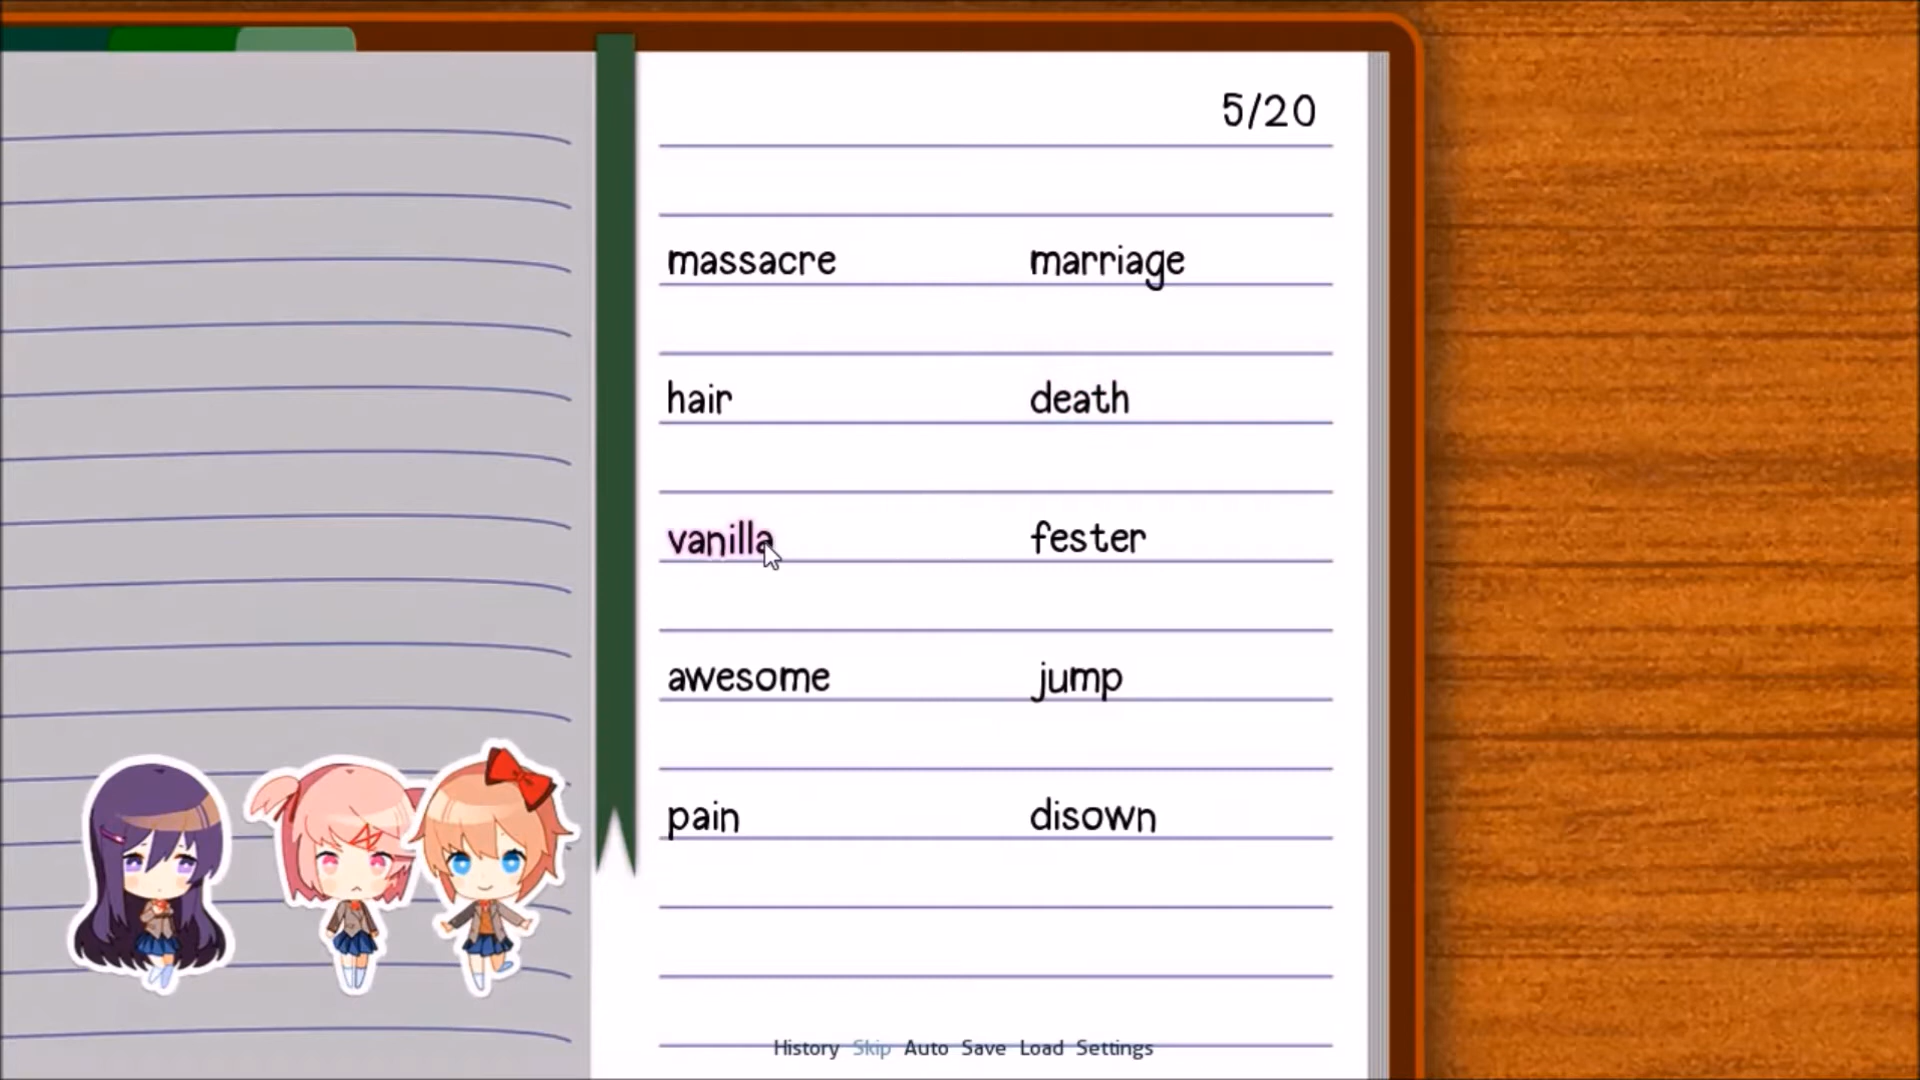 5/20
massacre marriage
hair death
vanilla fester
awesome jump
pain disown
History Skip Auto Save Load Settings